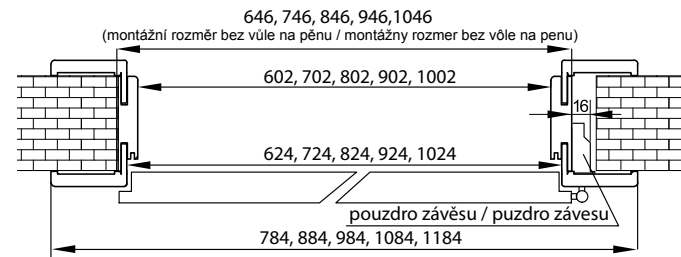 646, 746, 846, 946,1046
(montážní rozměr bez vůle na pěnu / montážny rozmer bez vôle na penu)
602, 702, 802, 902, 1002
16
624, 724, 824, 924, 1024
pouzdro závěsu / puzdro závesu
784, 884, 984, 1084, 1184